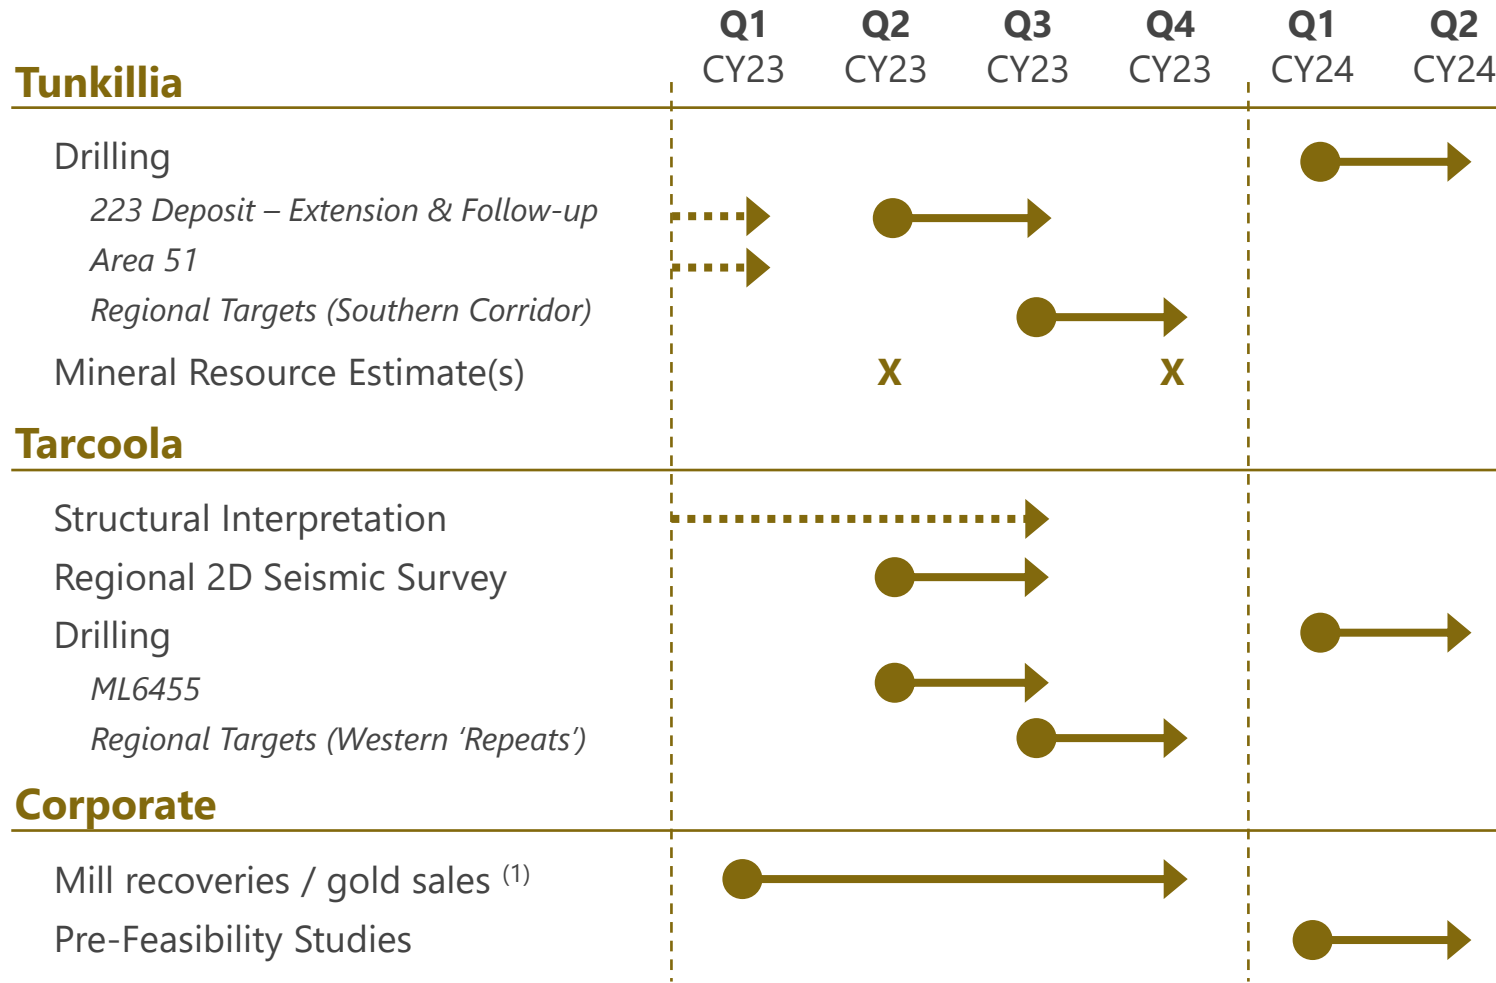 Q1 Q2 Q3 Q4 Q1 Q2
CY23 CY23 CY23 CY23 CY24 CY24
Tunkillia
Drilling
223 Deposit – Extension & Follow-up
Area 51
Regional Targets (Southern Corridor)
Mineral Resource Estimate(s) X X
Tarcoola
Structural Interpretation
Regional 2D Seismic Survey
Drilling
ML6455
Regional Targets (Western ‘Repeats’)
Corporate
Mill recoveries / gold sales (1)
Pre-Feasibility Studies